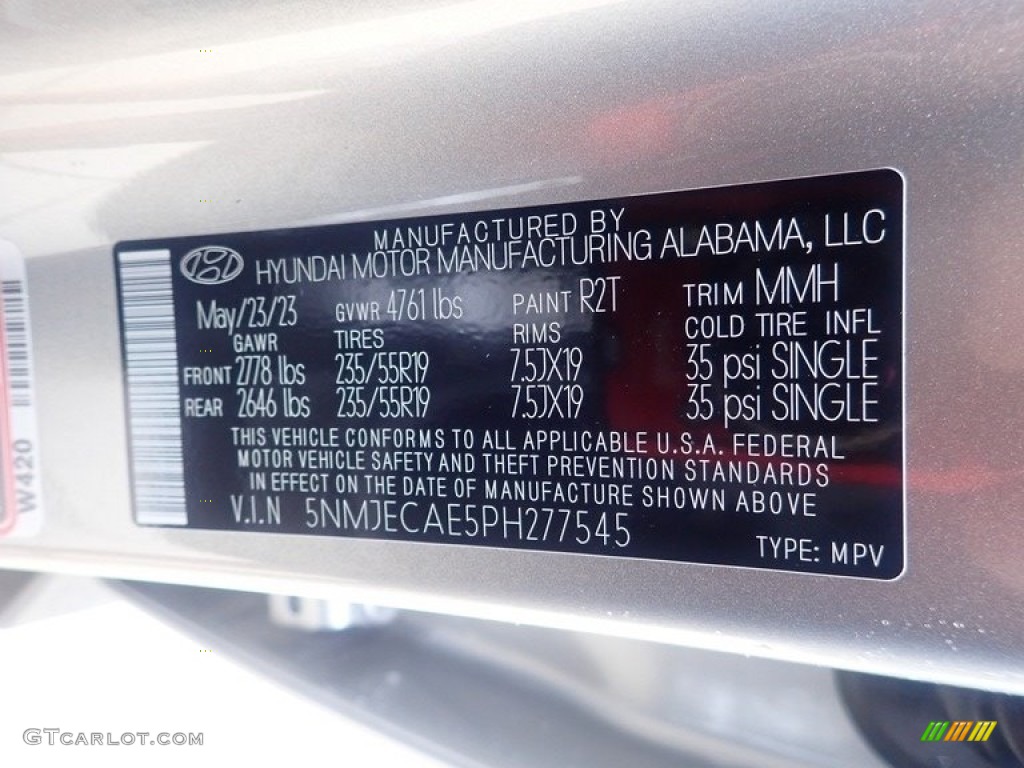 MANUFACTURED BY
HYUNDAI MOTOR MANUFACTURING ALABAMA, LLC
May/23/23 GVWR 4761 lbs PAINT R2T TRIM MMH
GAWR TIRES RIMS COLD TIRE INFL
FRONT 2778 lbs 235/55R19 7.5JX19 35 psi SINGLE
REAR 2646 lbs 235/55R19 7.5JX19 35 psi SINGLE
THIS VEHICLE CONFORMS TO ALL APPLICABLE U.S.A. FEDERAL
MOTOR VEHICLE SAFETY AND THEFT PREVENTION STANDARDS
IN EFFECT ON THE DATE OF MANUFACTURE SHOWN ABOVE
V.I.N 5NMJECAE5PH277545
TYPE: MPV
W420
GTCARLOT.COM